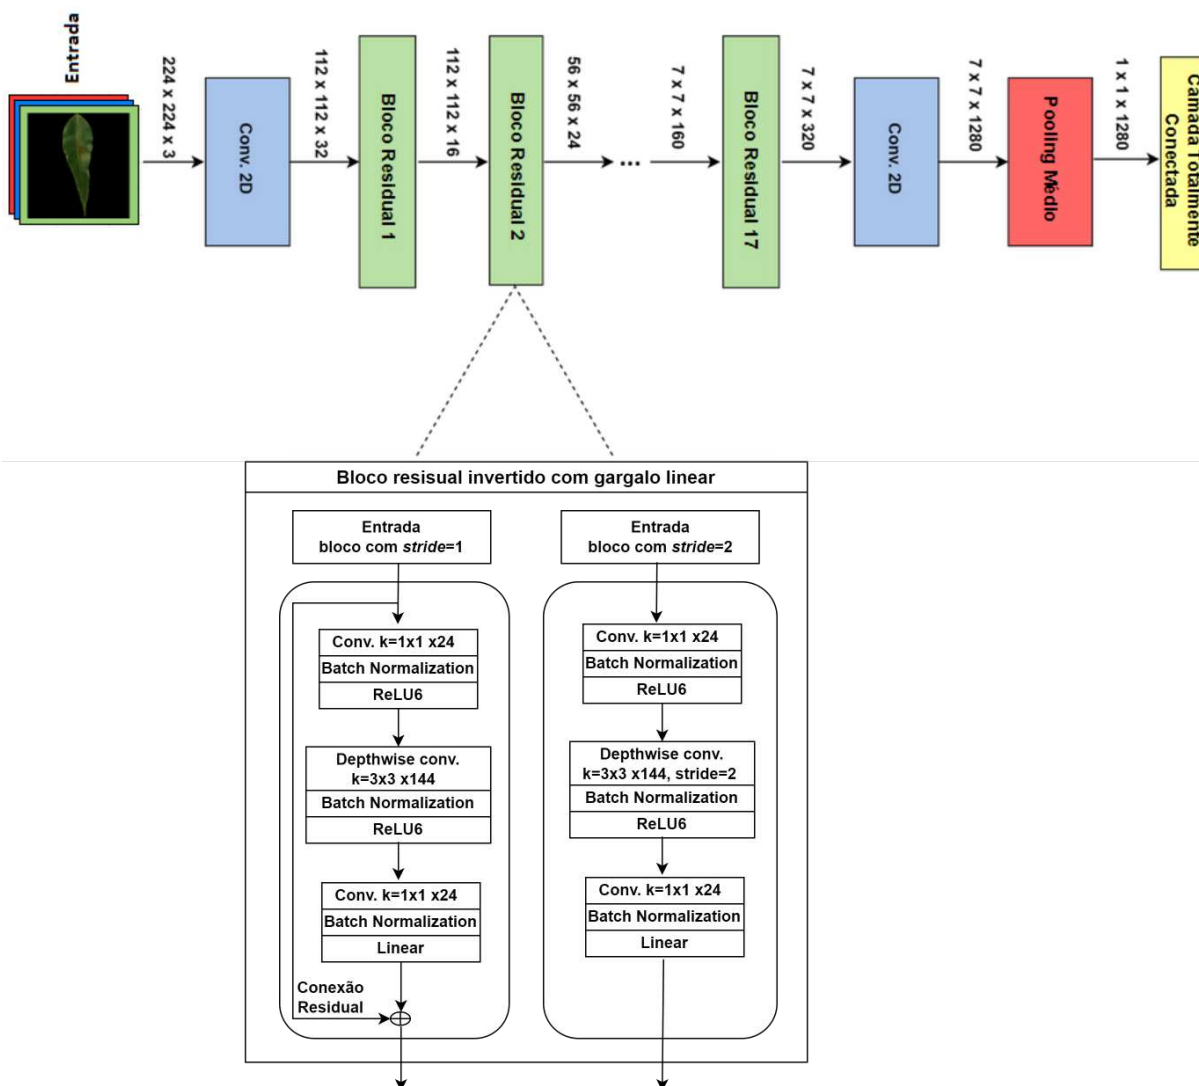 Entrada
224 x 224 x 3
Conv. 2D
112 x 112 x 32
Bloco Residual 1
112 x 112 x 16
Bloco Residual 2
56 x 56 x 24
...
7 x 7 x 160
Bloco Residual 17
7 x 7 x 320
Conv. 2D
7 x 7 x 1280
Pooling Médio
1 x 1 x 1280
Camada Totalmente
Conectada
Bloco resisual invertido com gargalo linear
Entrada
bloco com stride=1
Conv. k=1x1 x24
Batch Normalization
ReLU6
Depthwise conv.
k=3x3 x144
Batch Normalization
ReLU6
Conv. k=1x1 x24
Batch Normalization
Linear
Conexão
Residual
Entrada
bloco com stride=2
Conv. k=1x1 x24
Batch Normalization
ReLU6
Depthwise conv.
k=3x3 x144, stride=2
Batch Normalization
ReLU6
Conv. k=1x1 x24
Batch Normalization
Linear